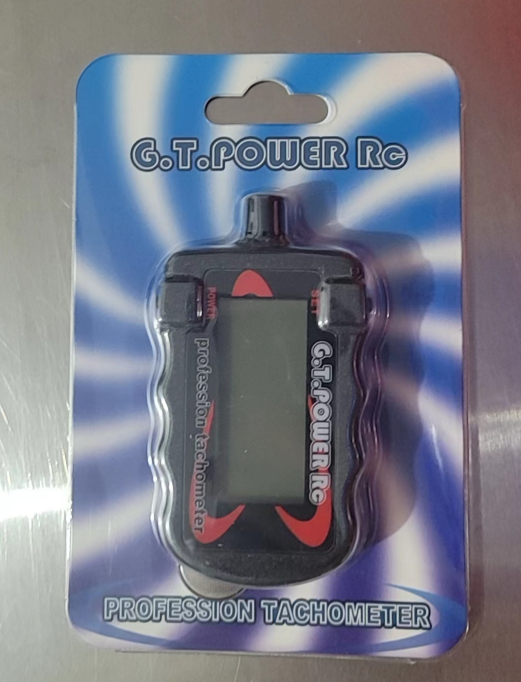 G.T.POWER Rc
POWER
SET
G.T.POWER Rc
profession tachometer
PROFESSION TACHOMETER